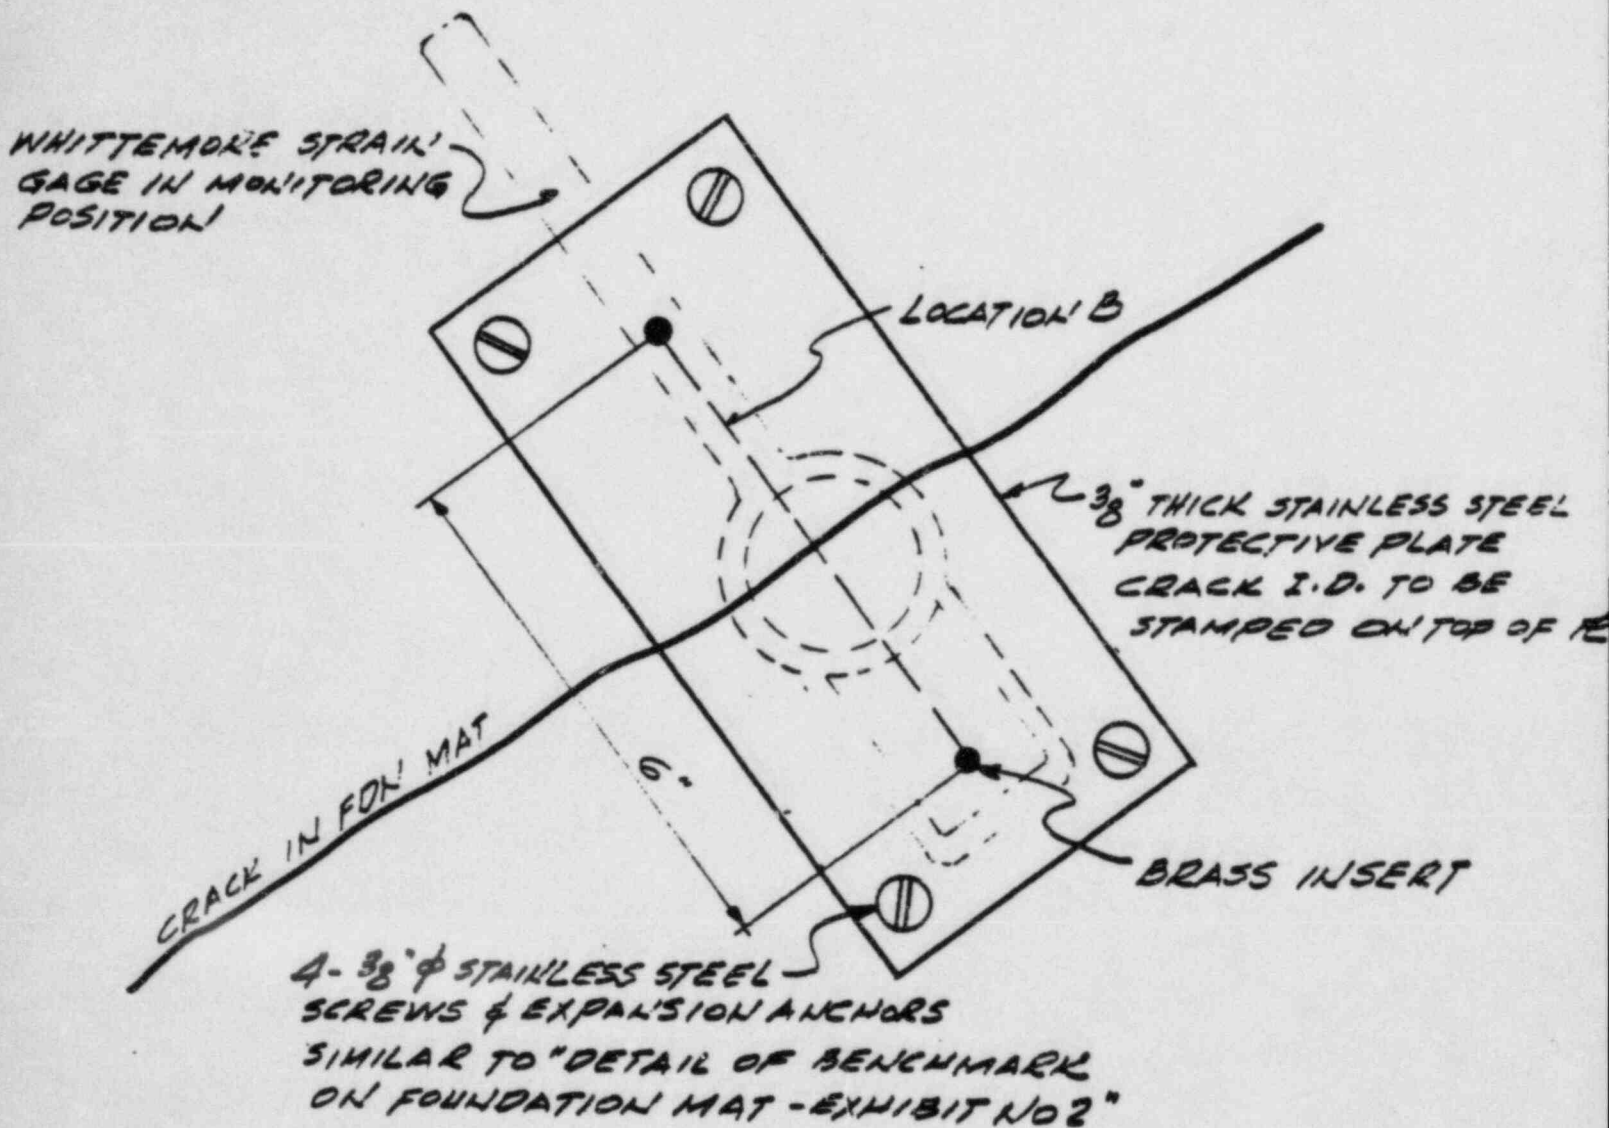 WHITTEMORE STRAIN
GAGE IN MONITORING
POSITION
LOCATION B
3/8" THICK STAINLESS STEEL
PROTECTIVE PLATE
CRACK I.D. TO BE
STAMPED ON TOP OF ℄
6"
CRACK IN FDN MAT
BRASS INSERT
4- 3/8" φ STAINLESS STEEL
SCREWS & EXPANSION ANCHORS
SIMILAR TO "DETAIL OF BENCHMARK
ON FOUNDATION MAT -EXHIBIT NO 2"